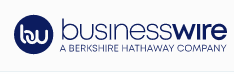 bw businesswire
A BERKSHIRE HATHAWAY COMPANY